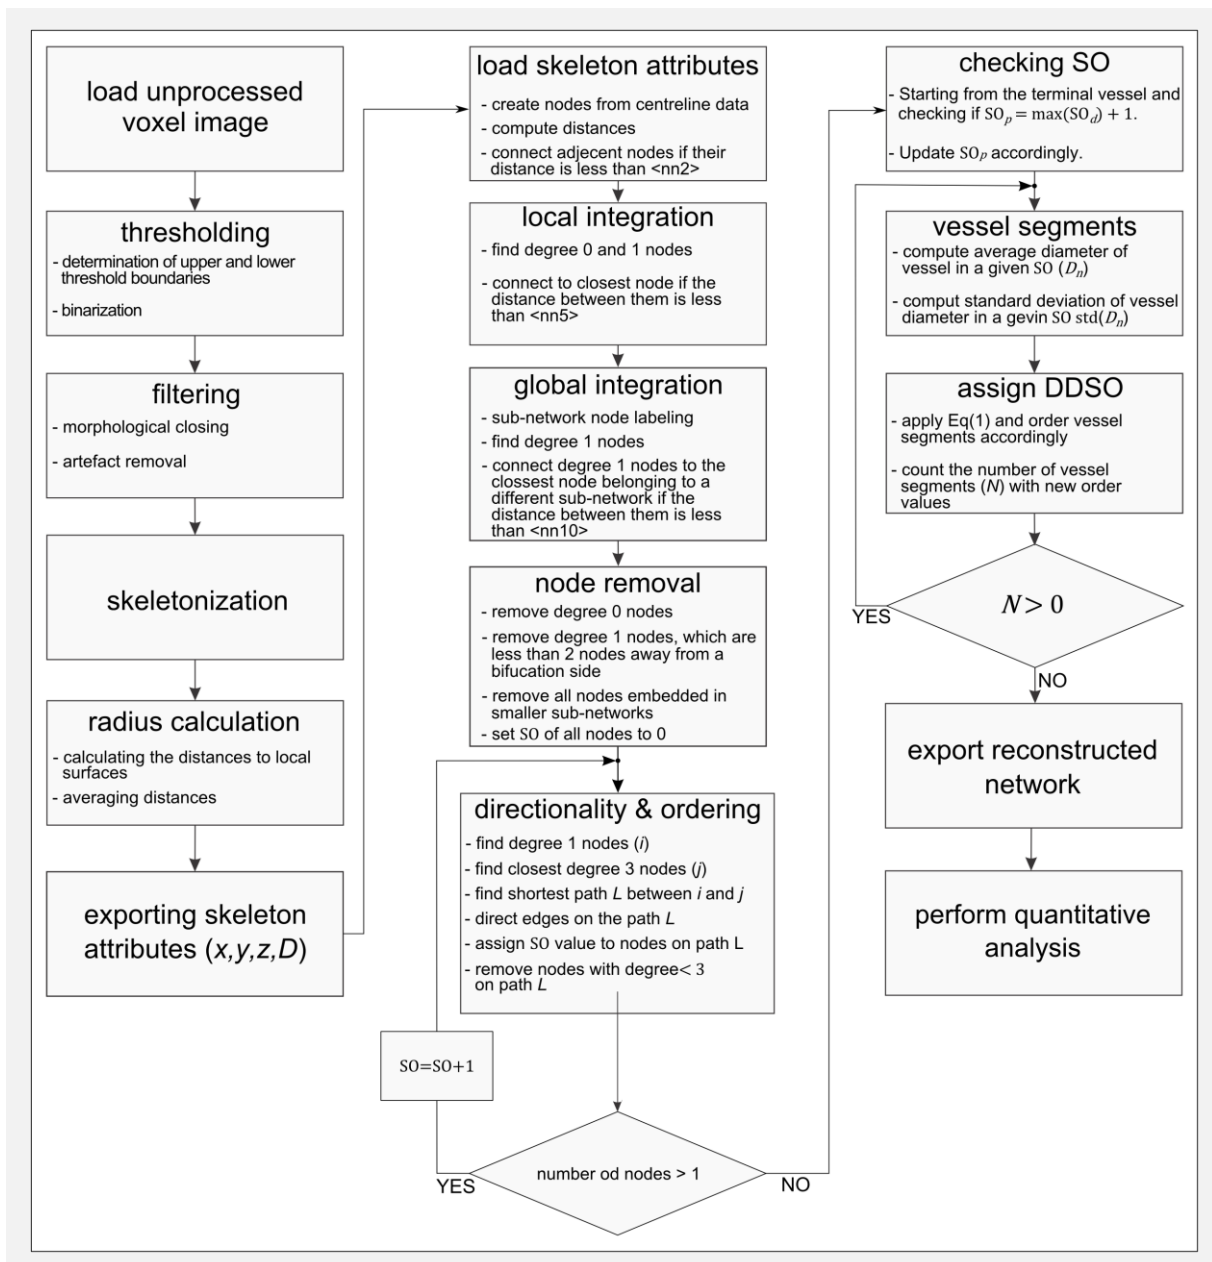 load unprocessed
voxel image
thresholding
- determination of upper and lower
threshold boundaries
- binarization
filtering
- morphological closing
- artefact removal
skeletonization
radius calculation
- calculating the distances to local
surfaces
- averaging distances
exporting skeleton
attributes (x,y,z,D)
load skeleton attributes
- create nodes from centreline data
- compute distances
- connect adjecent nodes if their
distance is less than <nn2>
local integration
- find degree 0 and 1 nodes
- connect to closest node if the
distance between them is less
than <nn5>
global integration
- sub-network node labeling
- find degree 1 nodes
- connect degree 1 nodes to the
clossest node belonging to a
different sub-network if the
distance between them is less
than <nn10>
node removal
- remove degree 0 nodes
- remove degree 1 nodes, which are
less than 2 nodes away from a
bifucation side
- remove all nodes embedded in
smaller sub-networks
- set SO of all nodes to 0
directionality & ordering
- find degree 1 nodes (i)
- find closest degree 3 nodes (j)
- find shortest path L between i and j
- direct edges on the path L
- assign SO value to nodes on path L
- remove nodes with degree< 3
on path L
SO=SO+1
number od nodes > 1
YES
NO
checking SO
- Starting from the terminal vessel and
checking if SOp = max(SOd) + 1.
- Update SOp accordingly.
vessel segments
- compute average diameter of
vessel in a given SO (Dn)
- comput standard deviation of vessel
diameter in a gevin SO std(Dn)
assign DDSO
- apply Eq(1) and order vessel
segments accordingly
- count the number of vessel
segments (N) with new order
values
N > 0
YES
NO
export reconstructed
network
perform quantitative
analysis